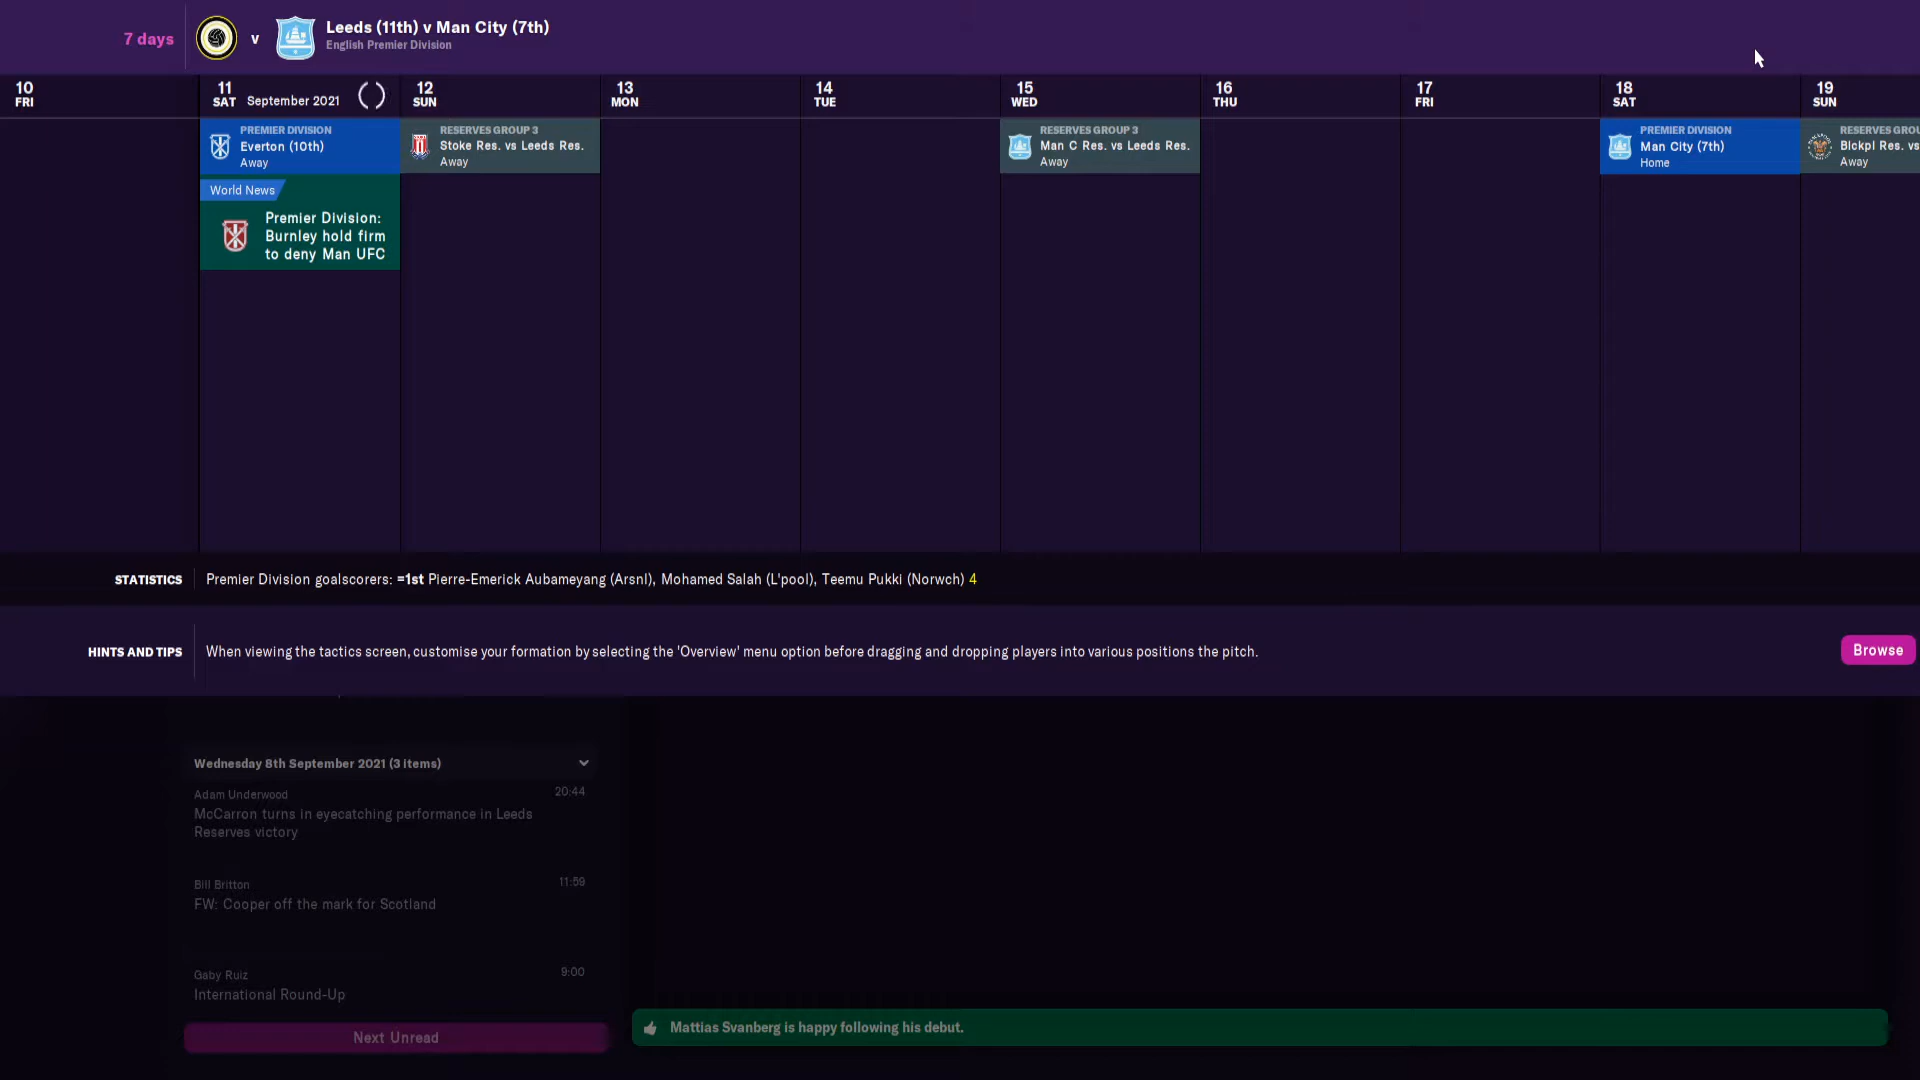 7 days
v
Leeds (11th) v Man City (7th)
English Premier Division
10
FRI
11
SAT September 2021
12
SUN
13
MON
14
TUE
15
WED
16
THU
17
FRI
18
SAT
19
SUN
PREMIER DIVISION
Everton (10th)
Away
RESERVES GROUP 3
Stoke Res. vs Leeds Res.
Away
RESERVES GROUP 3
Man C Res. vs Leeds Res.
Away
PREMIER DIVISION
Man City (7th)
Home
RESERVES GROU
Blckpl Res. vs
Away
World News
Premier Division:
Burnley hold firm
to deny Man UFC
STATISTICS
Premier Division goalscorers: =1st Pierre-Emerick Aubameyang (Arsnl), Mohamed Salah (L'pool), Teemu Pukki (Norwch) 4
HINTS AND TIPS
When viewing the tactics screen, customise your formation by selecting the 'Overview' menu option before dragging and dropping players into various positions the pitch.
Browse
Wednesday 8th September 2021 (3 items)
Adam Underwood 20:44
McCarron turns in eyecatching performance in Leeds
Reserves victory
Bill Britton 11:59
FW: Cooper off the mark for Scotland
Gaby Ruiz 9:00
International Round-Up
Next Unread
Mattias Svanberg is happy following his debut.